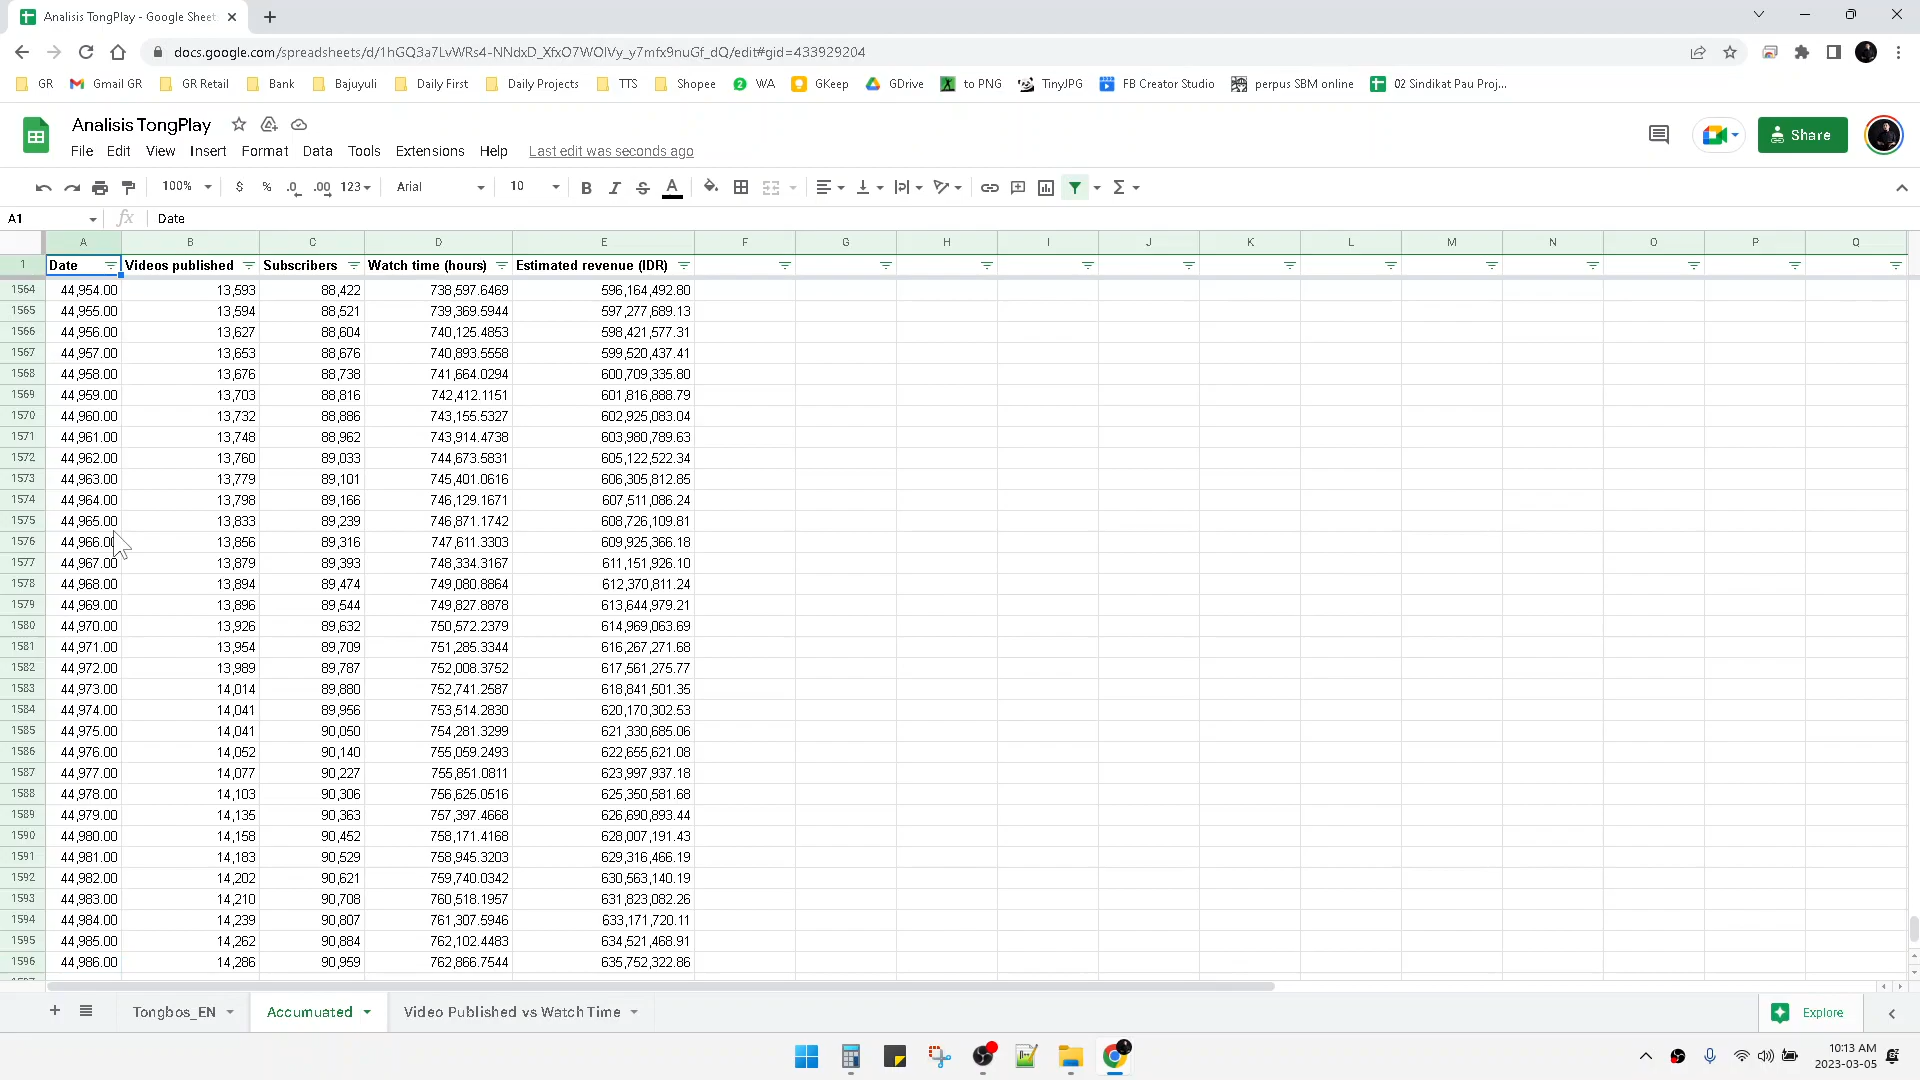 Analisis TongPlay - Google Sheet
docs.google.com/spreadsheets/d/1hGQ3a7LvWRs4-NNdxD_XfxO7WOlVy_y7mfx9nuGf_dQ/edit#gid=433929204
GR Gmail GR GR Retail Bank Bajuyuli Daily First Daily Projects TTS Shopee WA GKeep GDrive to PNG TinyJPG FB Creator Studio perpus SBM online 02 Sindikat Pau Proj...
Analisis TongPlay
Share
File Edit View Insert Format Data Tools Extensions Help Last edit was seconds ago
100% $ % .0 .00 123 Arial 10 B I S A
A1 fx Date
A B C D E F G H I J K L M N O P Q
1 Date Videos published Subscribers Watch time (hours) Estimated revenue (IDR)
1564 44,954.00 13,593 88,422 738,597.6469 596,164,492.80
1565 44,955.00 13,594 88,521 739,369.5944 597,277,689.13
1566 44,956.00 13,627 88,604 740,125.4853 598,421,577.31
1567 44,957.00 13,653 88,676 740,893.5558 599,520,437.41
1568 44,958.00 13,676 88,738 741,664.0294 600,709,335.80
1569 44,959.00 13,703 88,816 742,412.1151 601,816,888.79
1570 44,960.00 13,732 88,886 743,155.5327 602,925,083.04
1571 44,961.00 13,748 88,962 743,914.4738 603,980,789.63
1572 44,962.00 13,760 89,033 744,673.5831 605,122,522.34
1573 44,963.00 13,779 89,101 745,401.0616 606,305,812.85
1574 44,964.00 13,798 89,166 746,129.1671 607,511,086.24
1575 44,965.00 13,833 89,239 746,871.1742 608,726,109.81
1576 44,966.00 13,856 89,316 747,611.3303 609,925,366.18
1577 44,967.00 13,879 89,393 748,334.3167 611,151,926.10
1578 44,968.00 13,894 89,474 749,080.8864 612,370,811.24
1579 44,969.00 13,896 89,544 749,827.8878 613,644,979.21
1580 44,970.00 13,926 89,632 750,572.2379 614,969,063.69
1581 44,971.00 13,954 89,709 751,285.3344 616,267,271.68
1582 44,972.00 13,989 89,787 752,008.3752 617,561,275.77
1583 44,973.00 14,014 89,880 752,741.2587 618,841,501.35
1584 44,974.00 14,041 89,956 753,514.2830 620,170,302.53
1585 44,975.00 14,041 90,050 754,281.3299 621,330,685.06
1586 44,976.00 14,052 90,140 755,059.2493 622,655,621.08
1587 44,977.00 14,077 90,227 755,851.0811 623,997,937.18
1588 44,978.00 14,103 90,306 756,625.0516 625,350,581.68
1589 44,979.00 14,135 90,363 757,397.4668 626,690,893.44
1590 44,980.00 14,158 90,452 758,171.4168 628,007,191.43
1591 44,981.00 14,183 90,529 758,945.3203 629,316,466.19
1592 44,982.00 14,202 90,621 759,740.0342 630,563,140.19
1593 44,983.00 14,210 90,708 760,518.1957 631,823,082.26
1594 44,984.00 14,239 90,807 761,307.5946 633,171,720.11
1595 44,985.00 14,262 90,884 762,102.4483 634,521,468.91
1596 44,986.00 14,286 90,959 762,866.7544 635,752,322.86
Tongbos_EN Accumuated Video Published vs Watch Time Explore
10:13 AM
2023-03-05